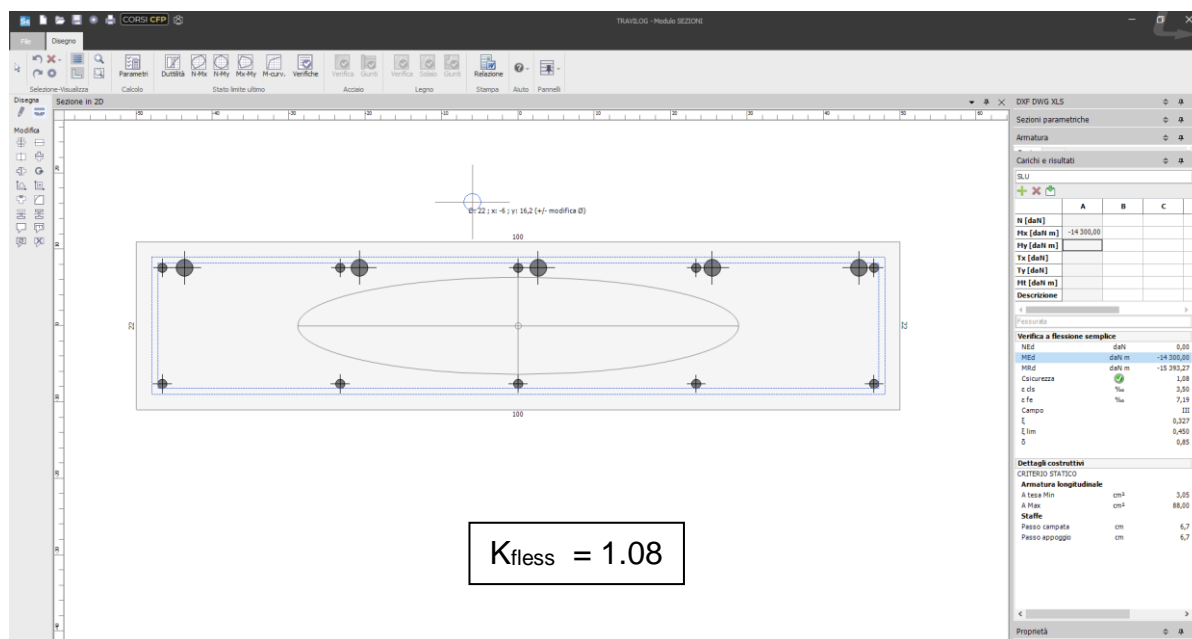 CORSI CFP
TRAVILOG - Modulo SEZIONI
File Disegno
Parametri Duttilità N-Mx N-My Mx-My M-curv. Verifiche Verifica Giunti Verifica Solaio Giunti Relazione
Selezione-Visualizza Calcolo Stato limite ultimo Acciaio Legno Stampa Aiuto Pannelli
Disegna
Modifica
Sezione in 2D
Ø: 22 ; x: -6 ; y: 16,2 (+/- modifica Ø)
100
22
22
100
Kfless = 1.08
DXF DWG XLS
Sezioni parametriche
Armatura
Carichi e risultati
SLU
A B C
N [daN]
Mx [daN m] -14 300,00
My [daN m]
Tx [daN]
Ty [daN]
Mt [daN m]
Descrizione
Fessurata
Verifica a flessione semplice
NEd daN 0,00
MEd daN m -14 300,00
MRd daN m -15 393,27
Csicurezza 1,08
ε cls ‰ 3,50
ε fe ‰ 7,19
Campo III
ξ 0,327
ξ lim 0,450
δ 0,85
Dettagli costruttivi
CRITERIO STATICO
Armatura longitudinale
A tesa Min cm² 3,05
A Max cm² 88,00
Staffe
Passo campata cm 6,7
Passo appoggio cm 6,7
Proprietà